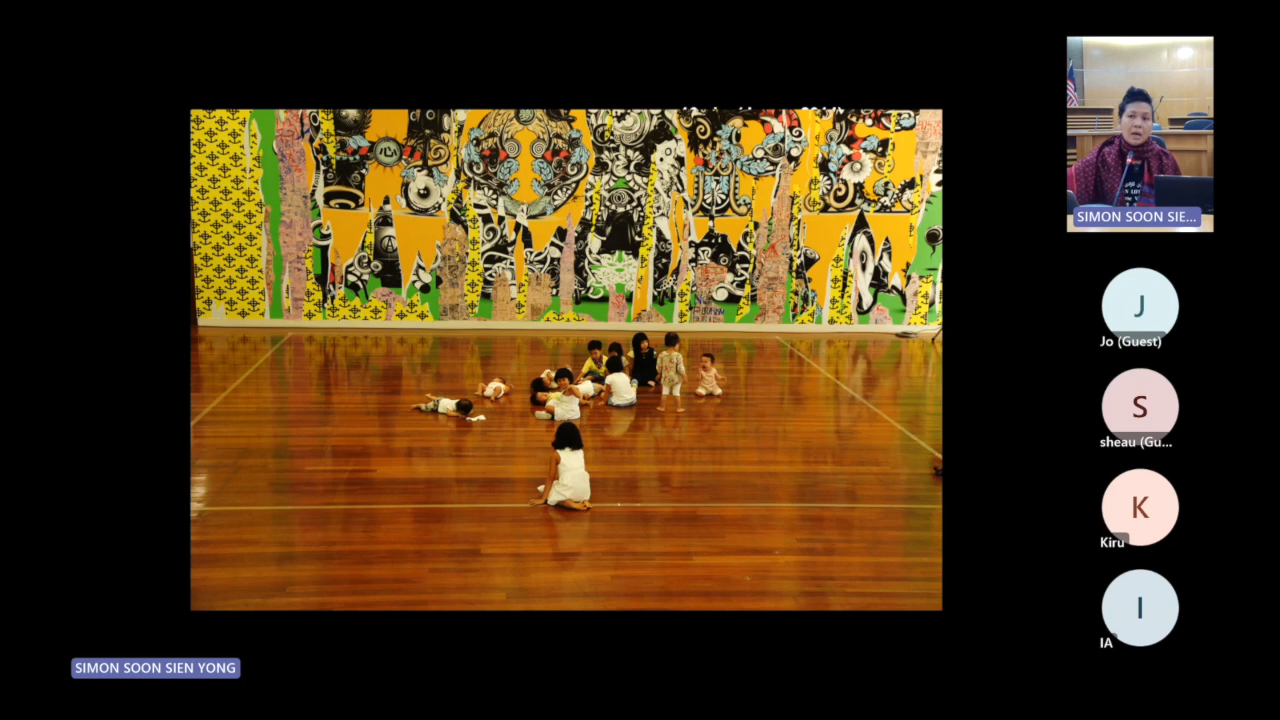 SIMON SOON SIE...
J
Jo (Guest)
S
sheau (Gu...
K
Kiru
I
IA
SIMON SOON SIEN YONG